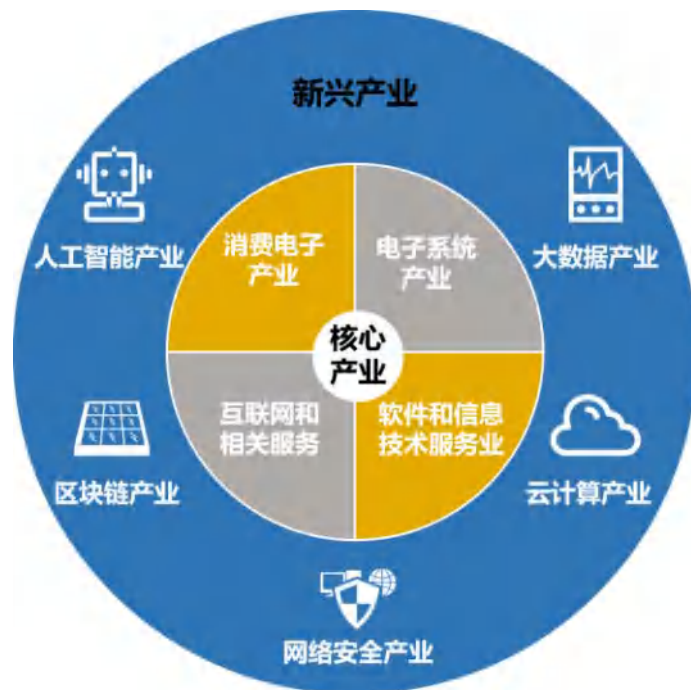 新兴产业
人工智能产业
大数据产业
消费电子
产业
电子系统
产业
核心
产业
互联网和
相关服务
软件和信息
技术服务业
区块链产业
云计算产业
网络安全产业